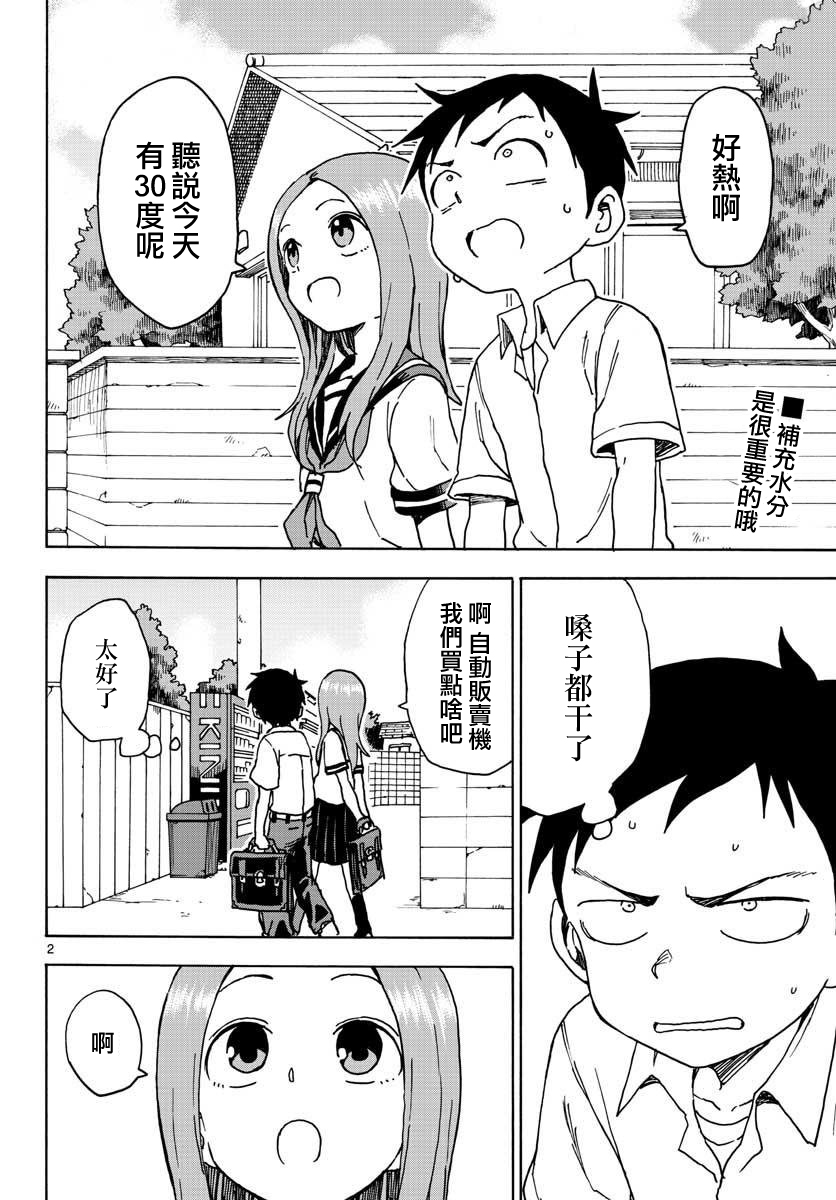 好熱啊
聽說今天
有30度呢
■ 補充水分
是很重要的哦
嗓子都干了
啊 自動販賣機
我們買點啥吧
太好了
啊
2